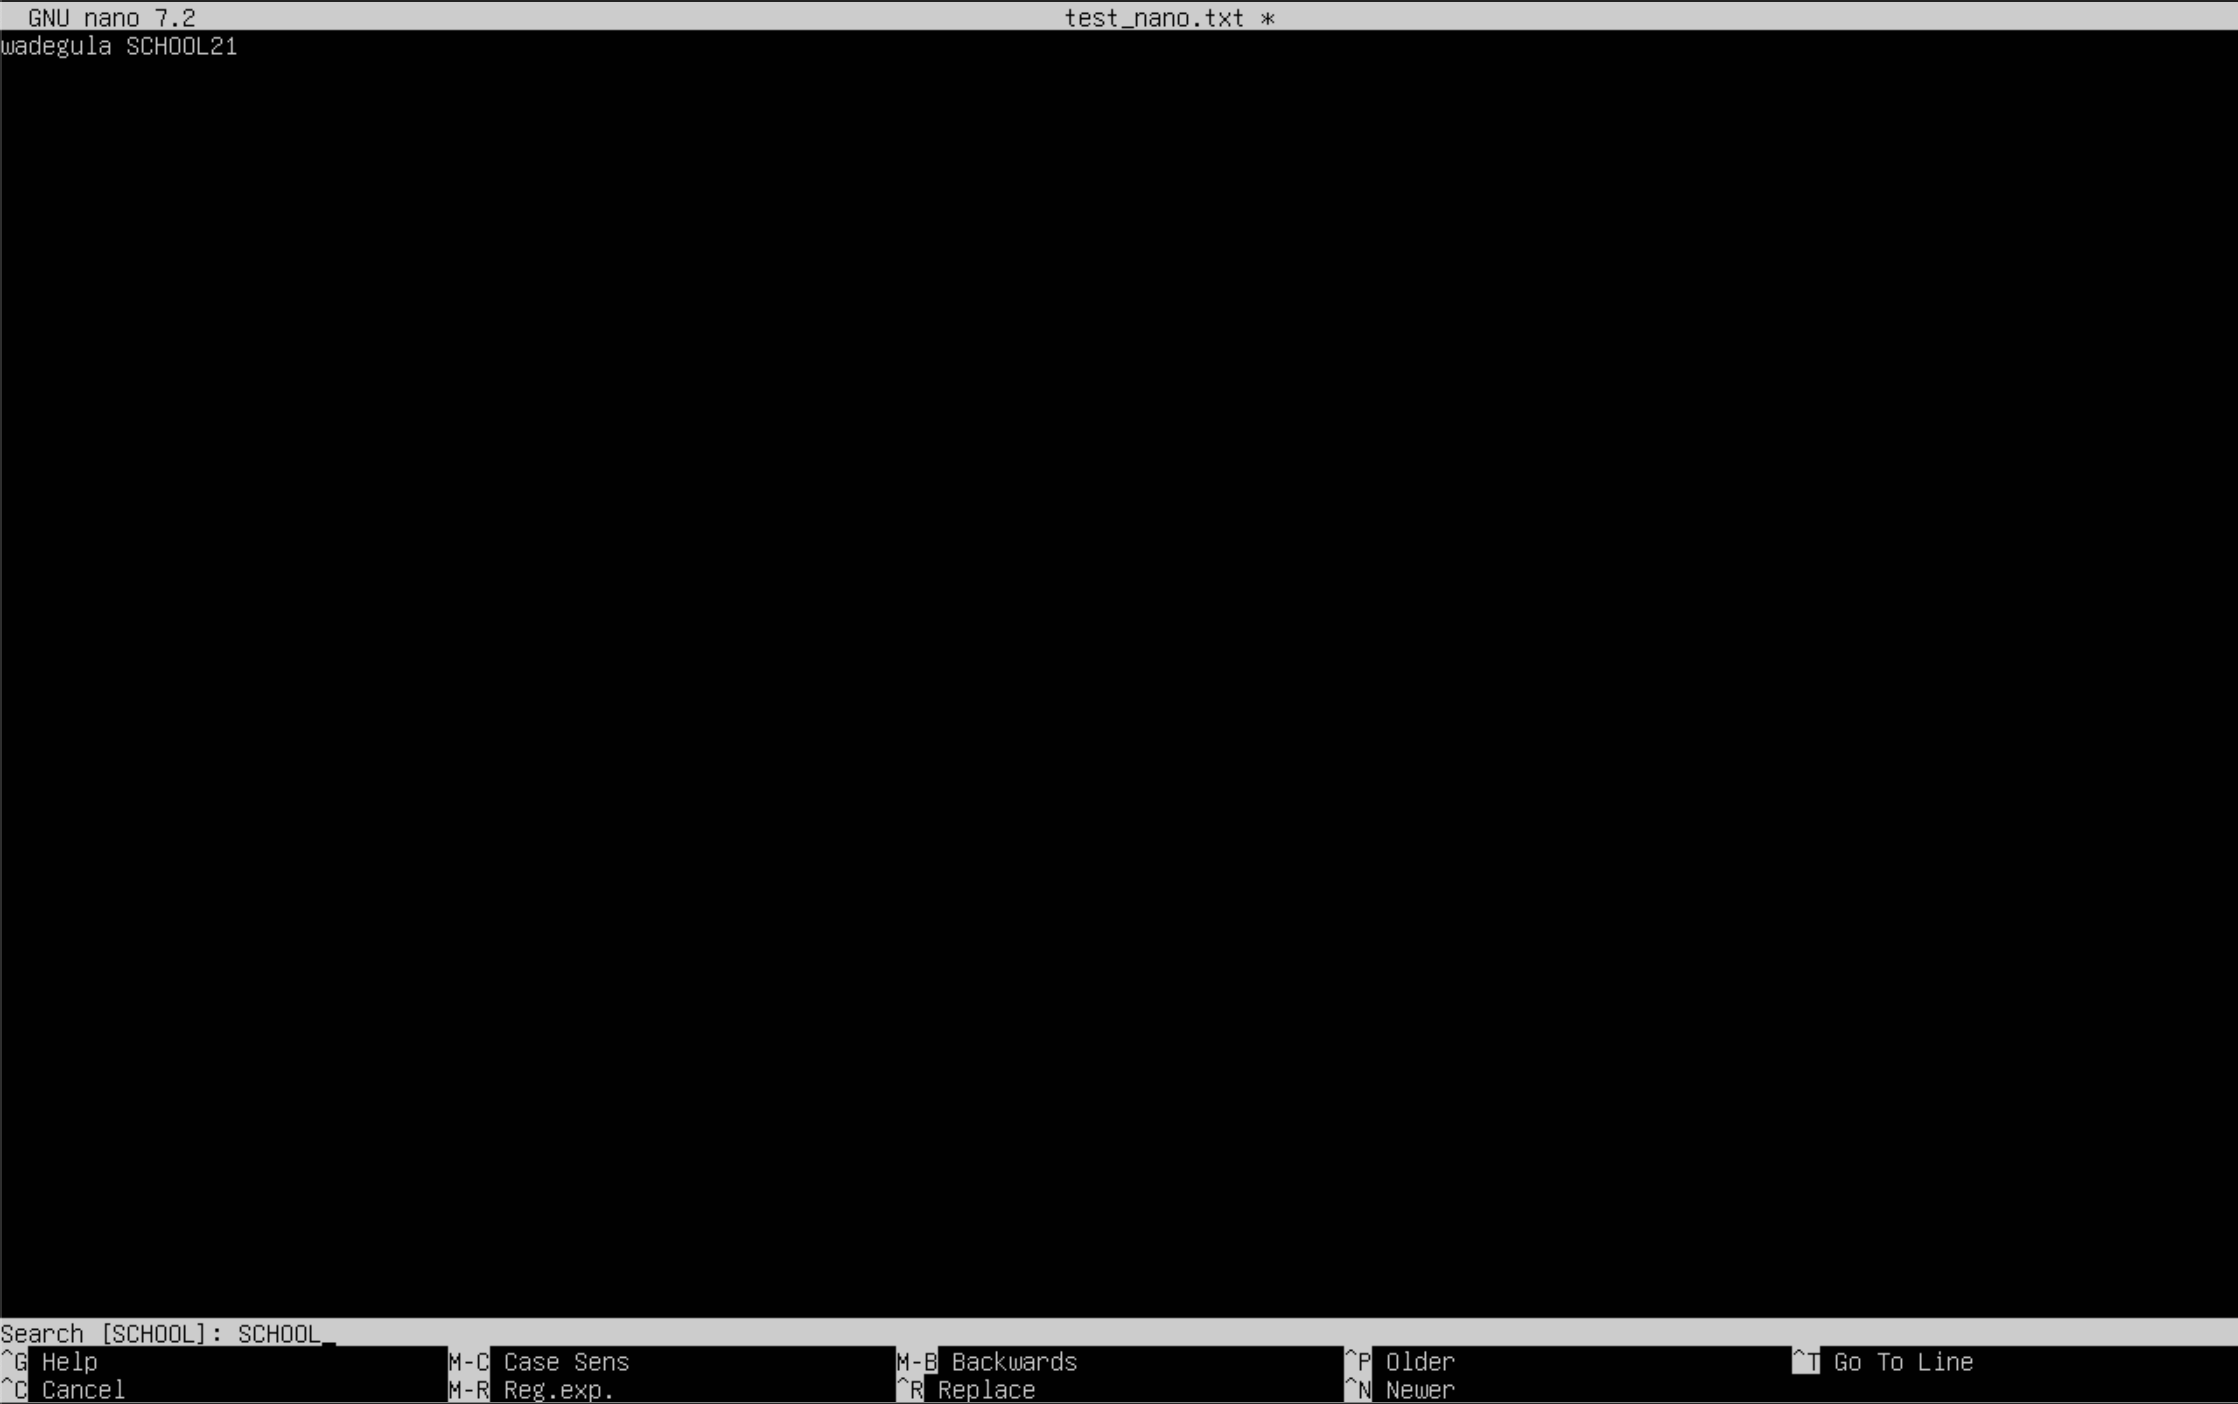 GNU nano 7.2 test_nano.txt *
wadegula SCHOOL21
Search [SCHOOL]: SCHOOL_
^G Help M-C Case Sens M-B Backwards ^P Older ^T Go To Line
^C Cancel M-R Reg.exp. ^R Replace ^N Newer